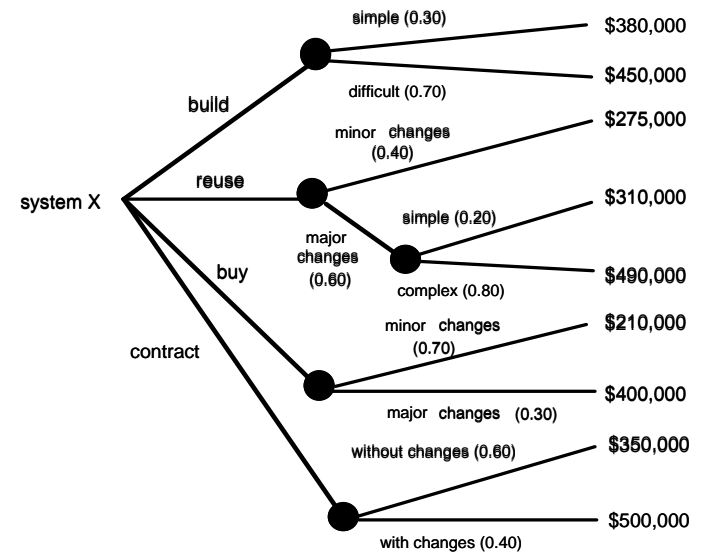 simple (0.30)
$380,000
$450,000
difficult (0.70)
build
$275,000
minor changes
(0.40)
reuse
system X
$310,000
simple (0.20)
major
changes
(0.60)
buy
$490,000
complex (0.80)
minor changes
(0.70)
$210,000
contract
$400,000
major changes (0.30)
$350,000
without changes (0.60)
$500,000
with changes (0.40)